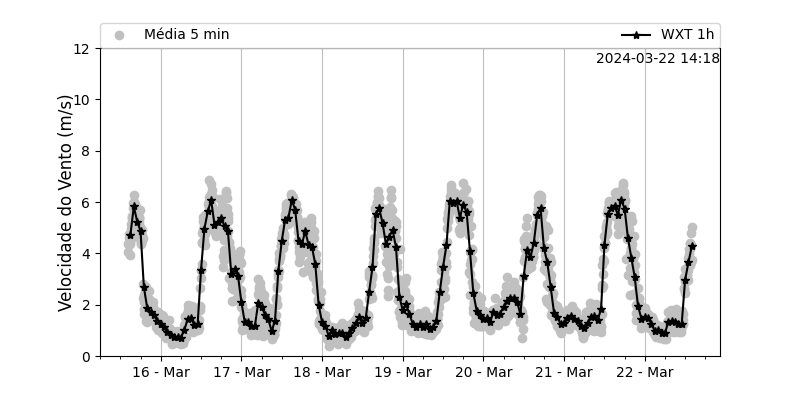 Média 5 min
WXT 1h
2024-03-22 14:18
Velocidade do Vento (m/s)
12
10
8
6
4
2
0
16 - Mar
17 - Mar
18 - Mar
19 - Mar
20 - Mar
21 - Mar
22 - Mar